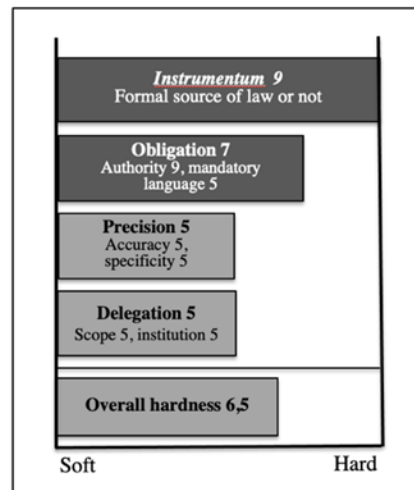 Instrumentum 9
Formal source of law or not
Obligation 7
Authority 9, mandatory
language 5
Precision 5
Accuracy 5,
specificity 5
Delegation 5
Scope 5, institution 5
Overall hardness 6,5
Soft
Hard